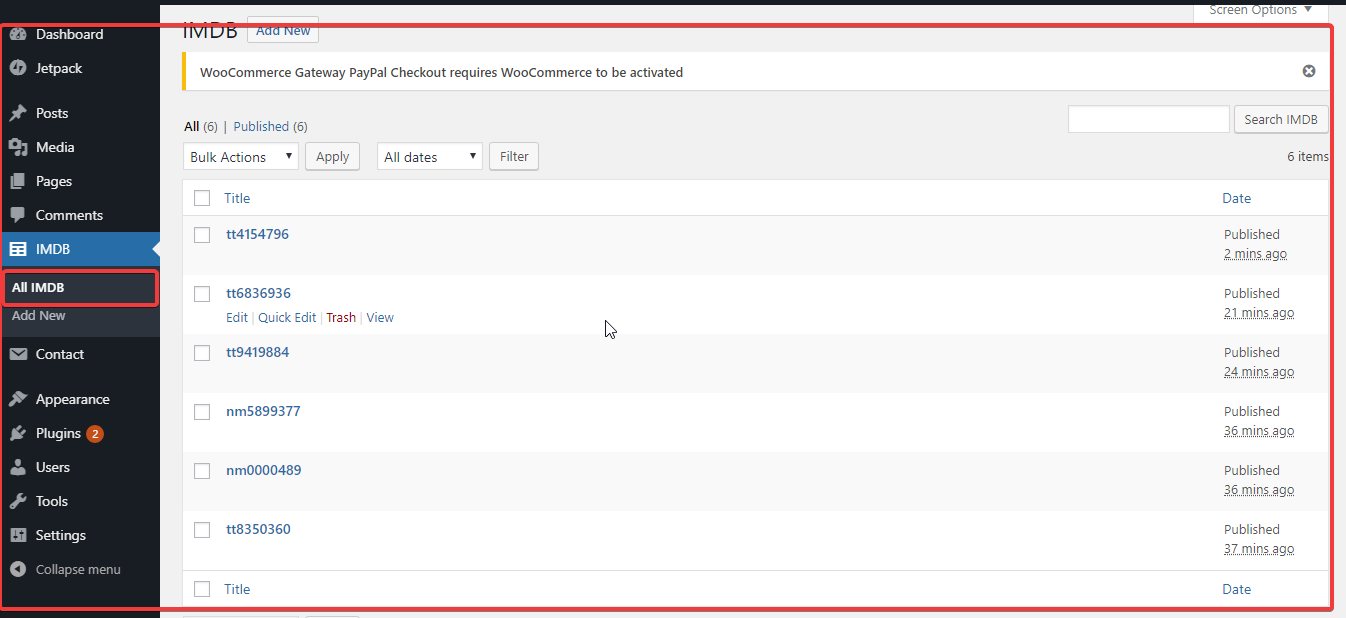 Screen Options
IMDB Add New
WooCommerce Gateway PayPal Checkout requires WooCommerce to be activated
Dashboard
Jetpack
Posts
Media
Pages
Comments
IMDB
All IMDB
Add New
Contact
Appearance
Plugins 2
Users
Tools
Settings
Collapse menu
All (6) | Published (6)
Search IMDB
Bulk Actions Apply All dates Filter
6 items
Title Date
tt4154796 Published
2 mins ago
tt6836936 Published
Edit | Quick Edit | Trash | View 21 mins ago
tt9419884 Published
24 mins ago
nm5899377 Published
36 mins ago
nm0000489 Published
36 mins ago
tt8350360 Published
37 mins ago
Title Date